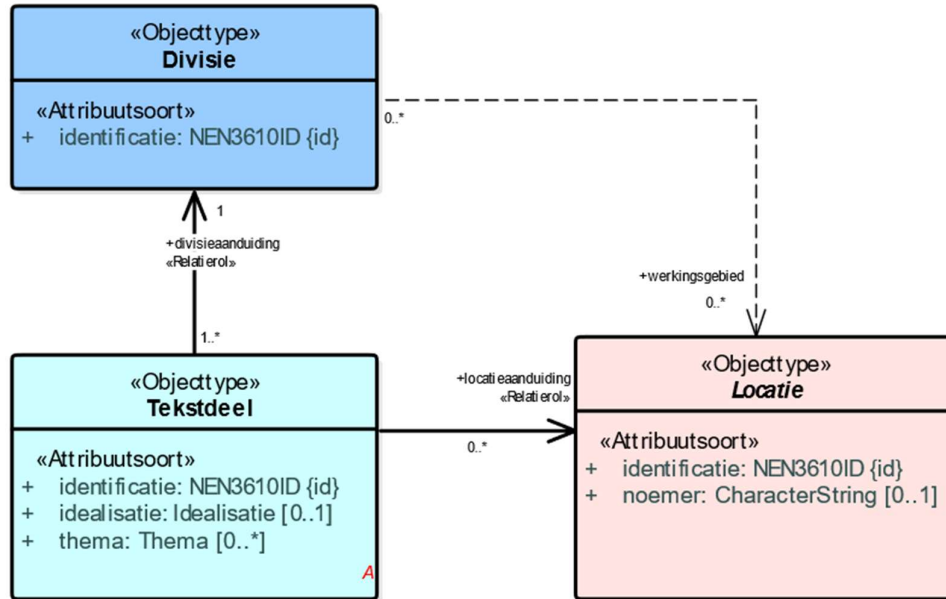 «Objecttype»
Divisie
«Attribuutsoort»
+ identificatie: NEN3610ID {id}
0..*
1
+divisieaanduiding
«Relatierol»
+werkingsgebied
0..*
1..*
«Objecttype»
Tekstdeel
«Attribuutsoort»
+ identificatie: NEN3610ID {id}
+ idealisatie: Idealisatie [0..1]
+ thema: Thema [0..*]
A
+locatieaanduiding
«Relatierol»
0..*
«Objecttype»
Locatie
«Attribuutsoort»
+ identificatie: NEN3610ID {id}
+ noemer: CharacterString [0..1]